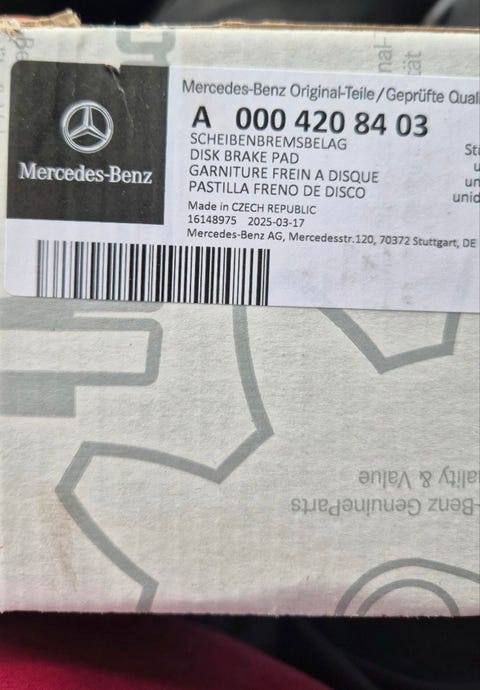 Mercedes-Benz Original-Teile/Geprüfte Quali
A 000 420 84 03
SCHEIBENBREMSBELAG
DISK BRAKE PAD
GARNITURE FREIN A DISQUE
PASTILLA FRENO DE DISCO
Made in CZECH REPUBLIC
16148975 2025-03-17
Mercedes-Benz AG, Mercedesstr.120, 70372 Stuttgart, DE
Mercedes-Benz
-Benz GenuineParts
ality & Value